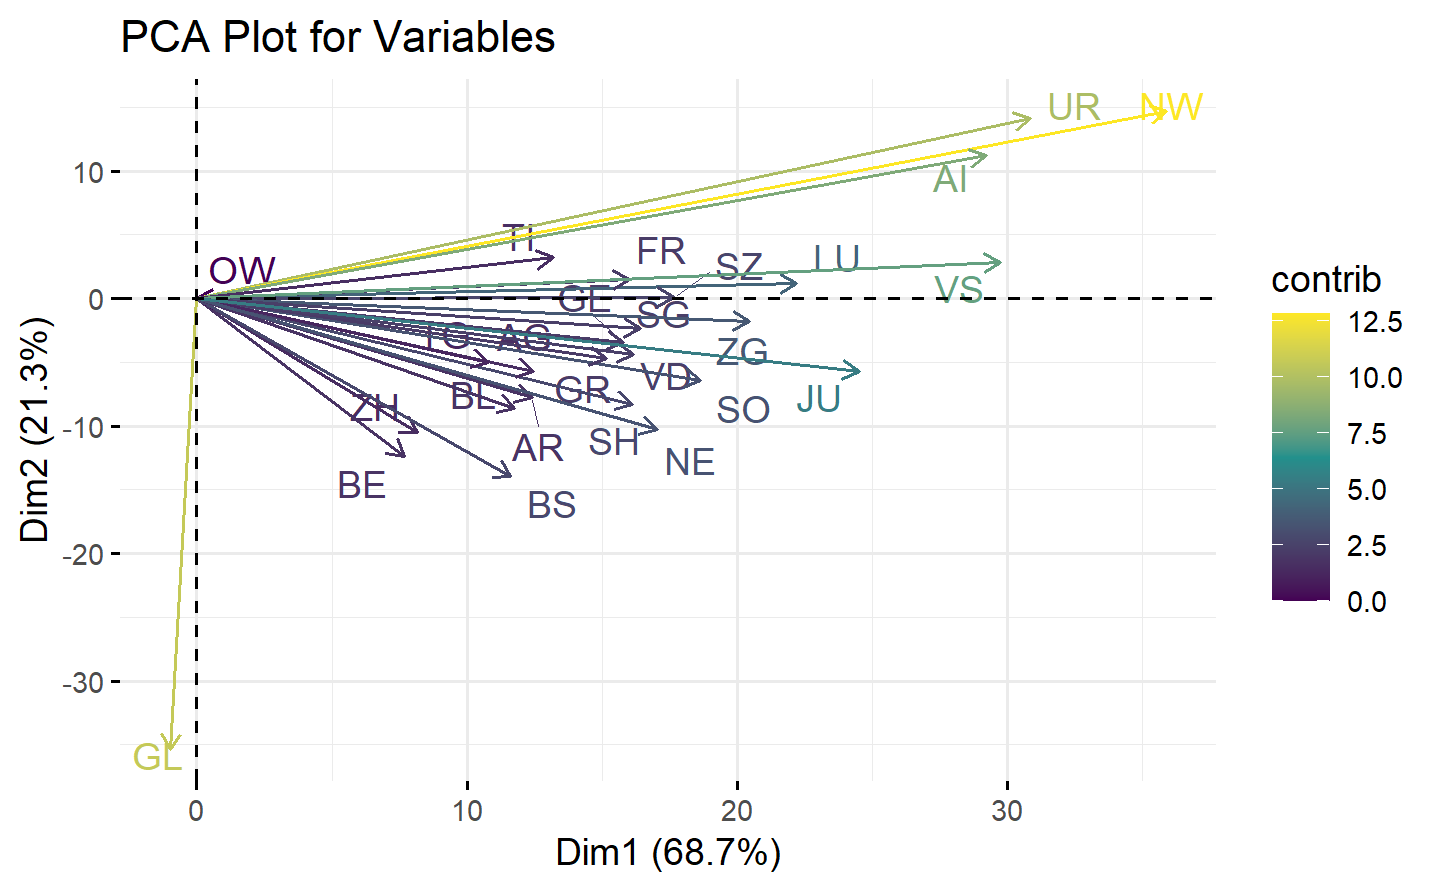 PCA Plot for Variables
UR NW
AI
TI
FR
SZ LU
OW
VS
GE
SG
TG AG
ZG
VD
JU
BL GR
ZH
SO
AR SH
NE
BE
BS
GL
10
0
-10
-20
-30
0 10 20 30
Dim1 (68.7%)
Dim2 (21.3%)
contrib
12.5
10.0
7.5
5.0
2.5
0.0